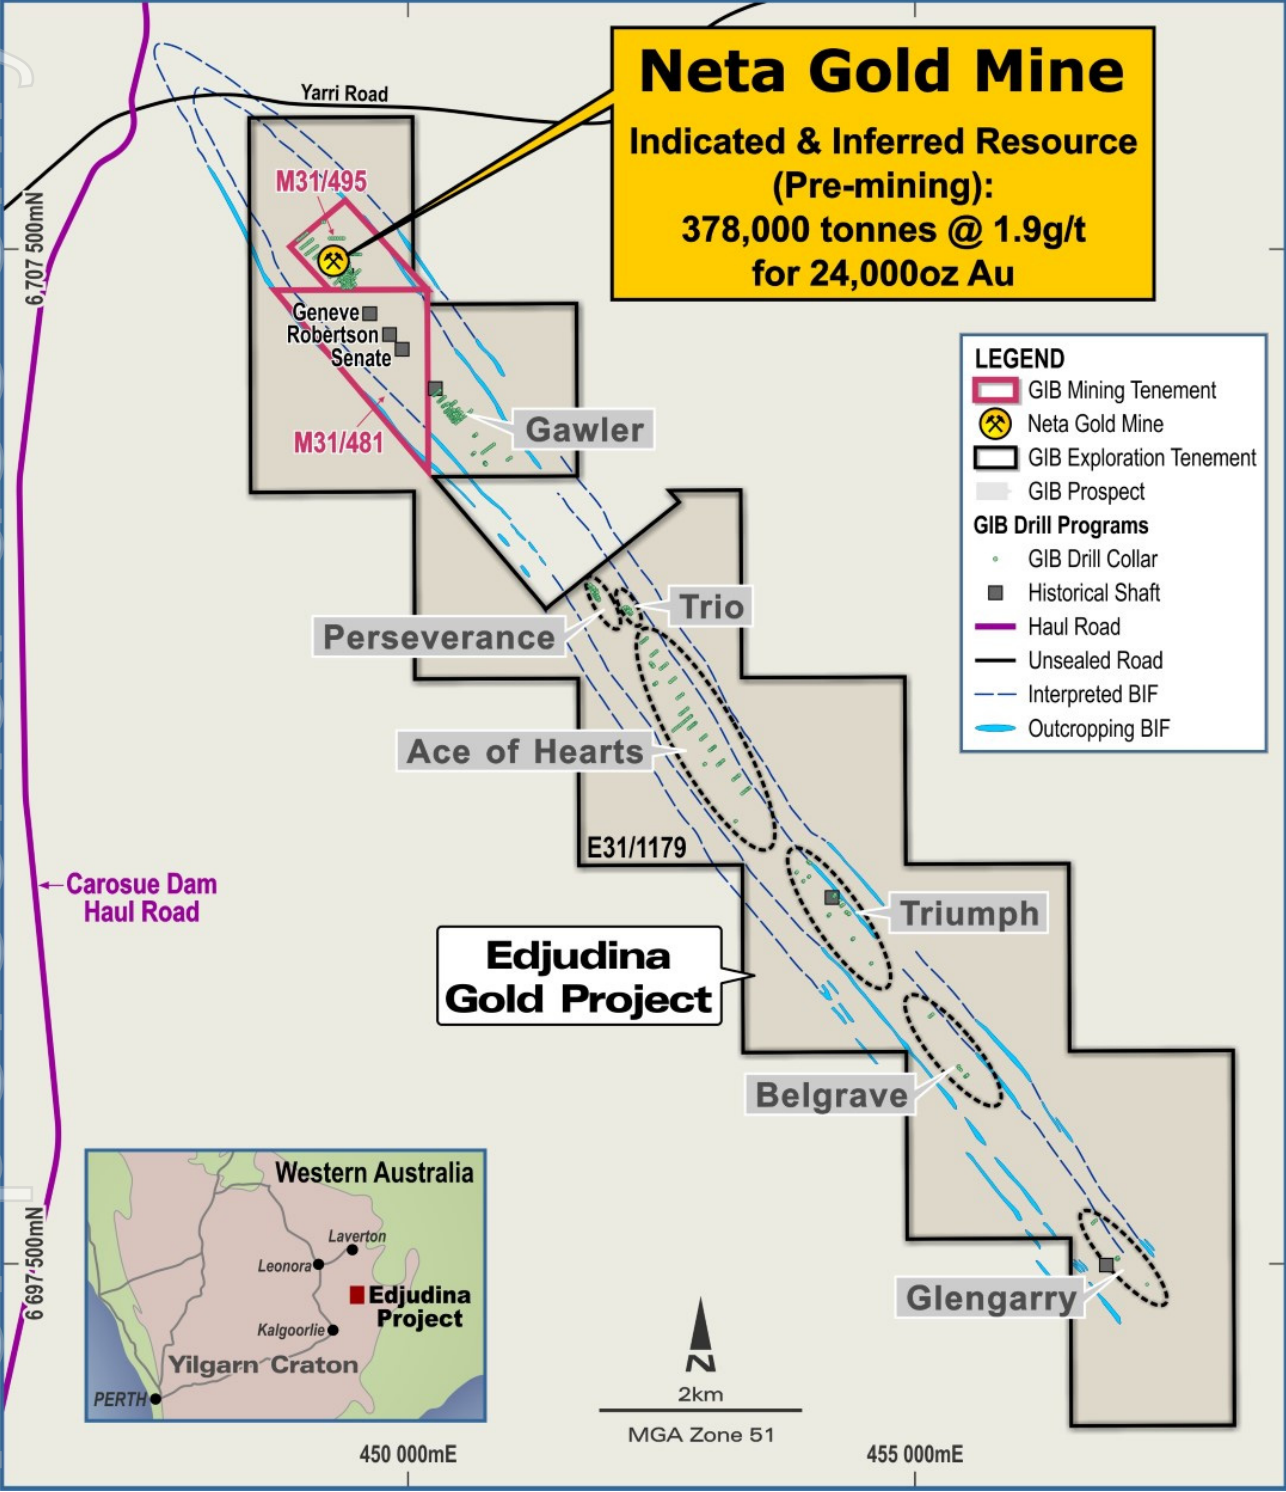 Neta Gold Mine
Indicated & Inferred Resource
(Pre-mining):
378,000 tonnes @ 1.9g/t
for 24,000oz Au
Yarri Road
M31/495
6,707 500mN
Geneve
Robertson
Senate
M31/481
Gawler
LEGEND
GIB Mining Tenement
Neta Gold Mine
GIB Exploration Tenement
GIB Prospect
GIB Drill Programs
GIB Drill Collar
Historical Shaft
Haul Road
Unsealed Road
Interpreted BIF
Outcropping BIF
Trio
Perseverance
Ace of Hearts
E31/1179
Carosue Dam
Haul Road
Triumph
Edjudina
Gold Project
Belgrave
Glengarry
6 697 500mN
Western Australia
Laverton
Leonora
Edjudina
Project
Kalgoorlie
Yilgarn Craton
PERTH
N
2km
MGA Zone 51
450 000mE
455 000mE